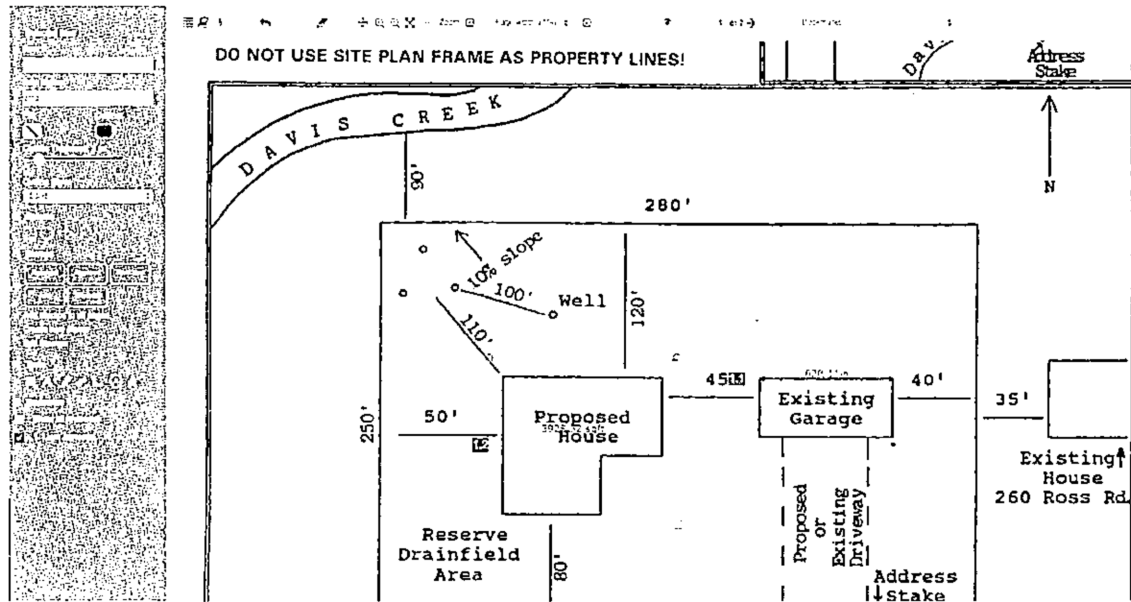 DO NOT USE SITE PLAN FRAME AS PROPERTY LINES!
Davi
Address
Stake
DAVIS CREEK
90'
N
280'
10% slope
100'
Well
120'
110'
45
40'
35'
Existing
Garage
50'
Proposed
House
250'
Existing
House
260 Ross Rd.
Proposed
or
Existing
Driveway
Reserve
Drainfield
Area
80'
Address
Stake